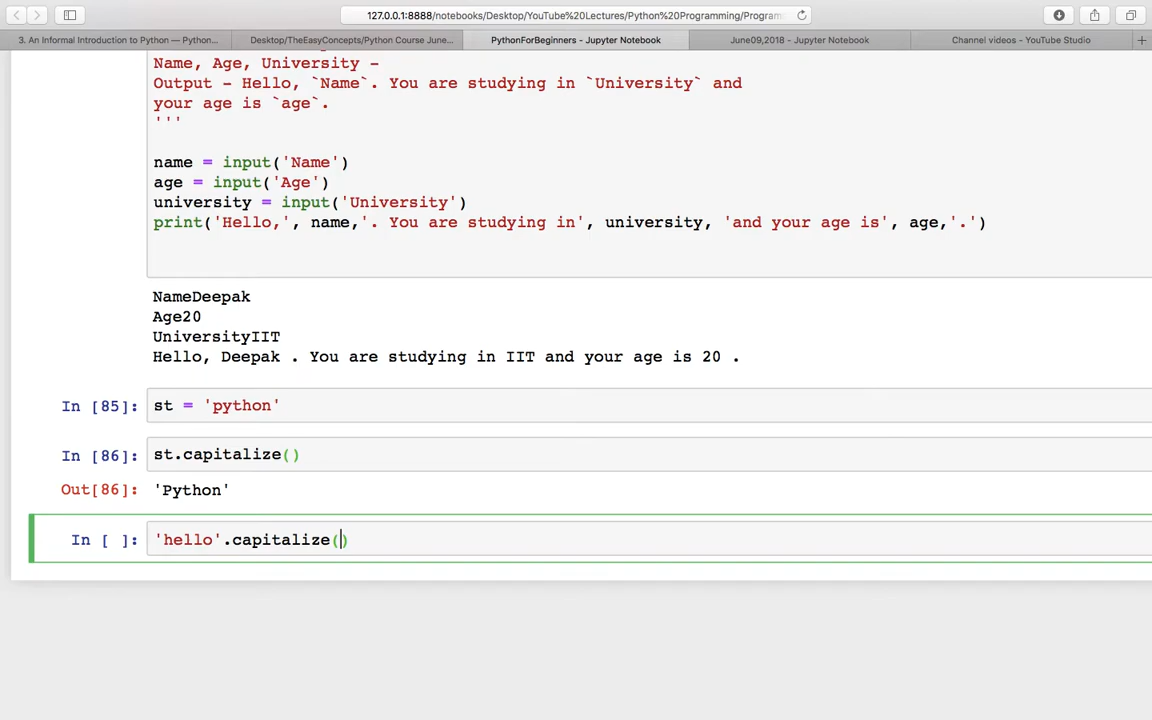 127.0.0.1:8888/notebooks/Desktop/YouTube%20Lectures/Python%20Programming/Program
3. An Informal Introduction to Python — Python...
Desktop/TheEasyConcepts/Python Course June...
PythonForBeginners - Jupyter Notebook
June09,2018 - Jupyter Notebook
Channel videos - YouTube Studio
Name, Age, University -
Output - Hello, `Name`. You are studying in `University` and
your age is `age`.
'''
name = input('Name')
age = input('Age')
university = input('University')
print('Hello,', name,'. You are studying in', university, 'and your age is', age,'.')
NameDeepak
Age20
UniversityIIT
Hello, Deepak . You are studying in IIT and your age is 20 .
In [85]: st = 'python'
In [86]: st.capitalize()
Out[86]: 'Python'
In [ ]: 'hello'.capitalize()